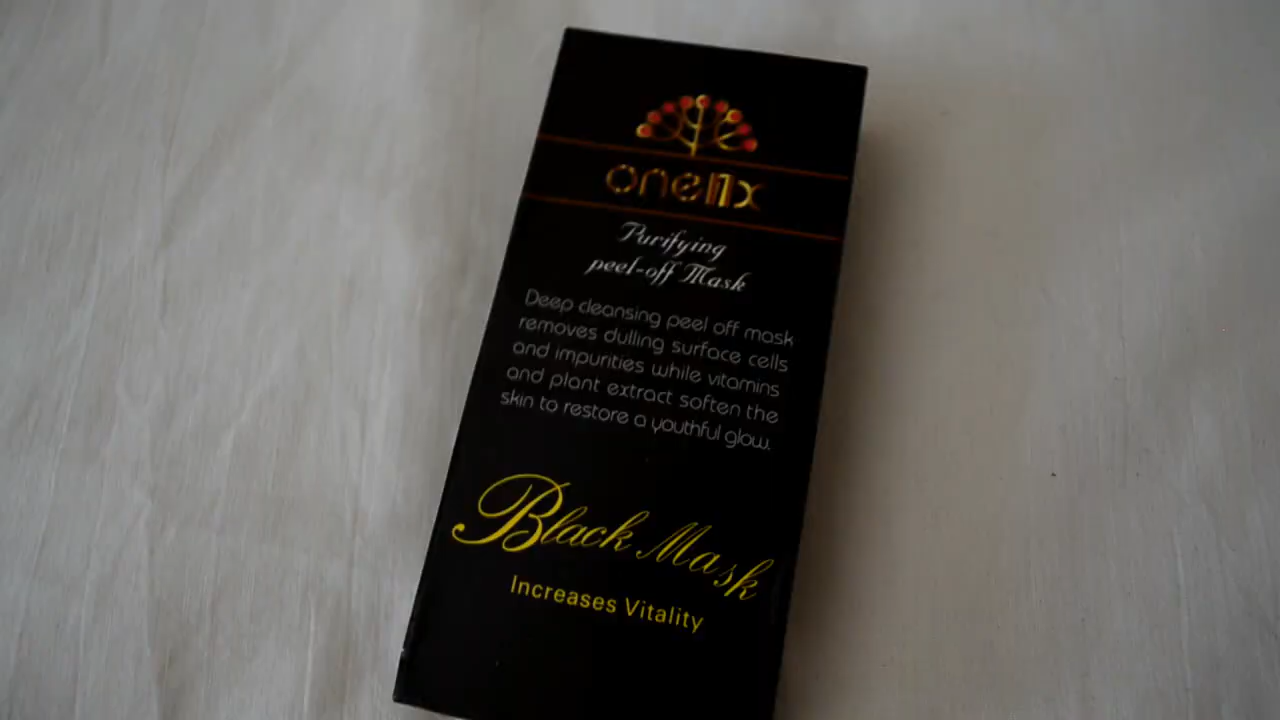 Purifying
peel-off Mask
Deep cleansing peel off mask
removes dulling surface cells
and impurities while vitamins
and plant extract soften the
skin to restore a youthful glow.
Black Mask
Increases Vitality